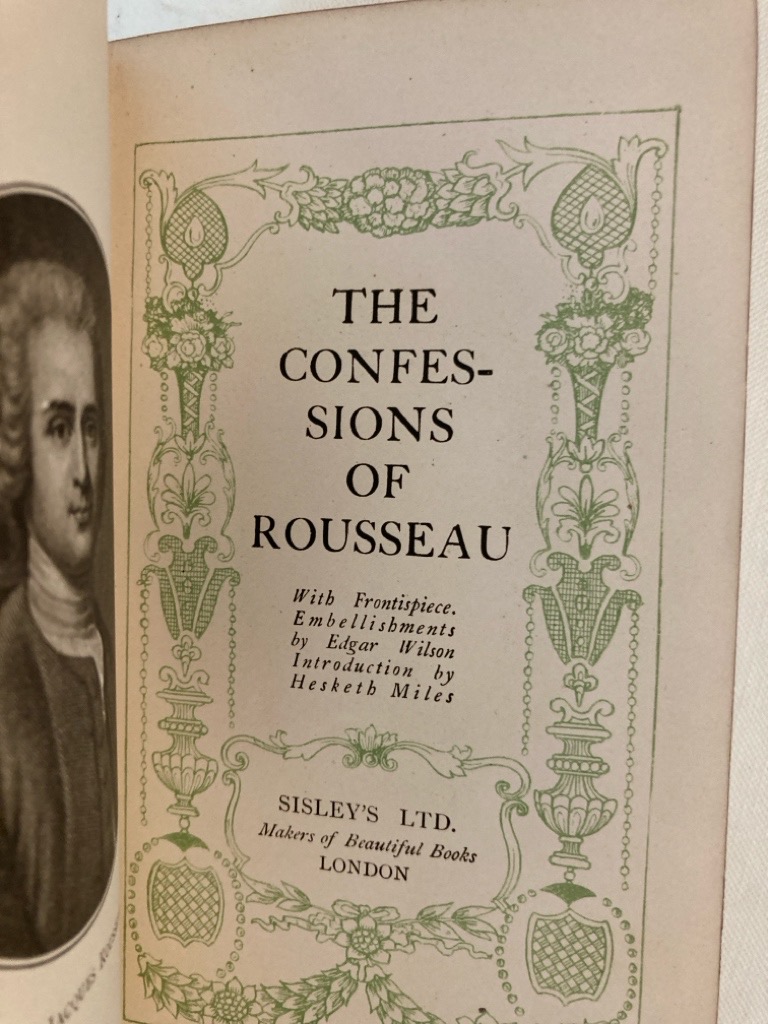 THE
CONFES-
SIONS
OF
ROUSSEAU
With Frontispiece.
Embellishments
by Edgar Wilson
Introduction by
Hesketh Miles
SISLEY'S LTD.
Makers of Beautiful Books
LONDON